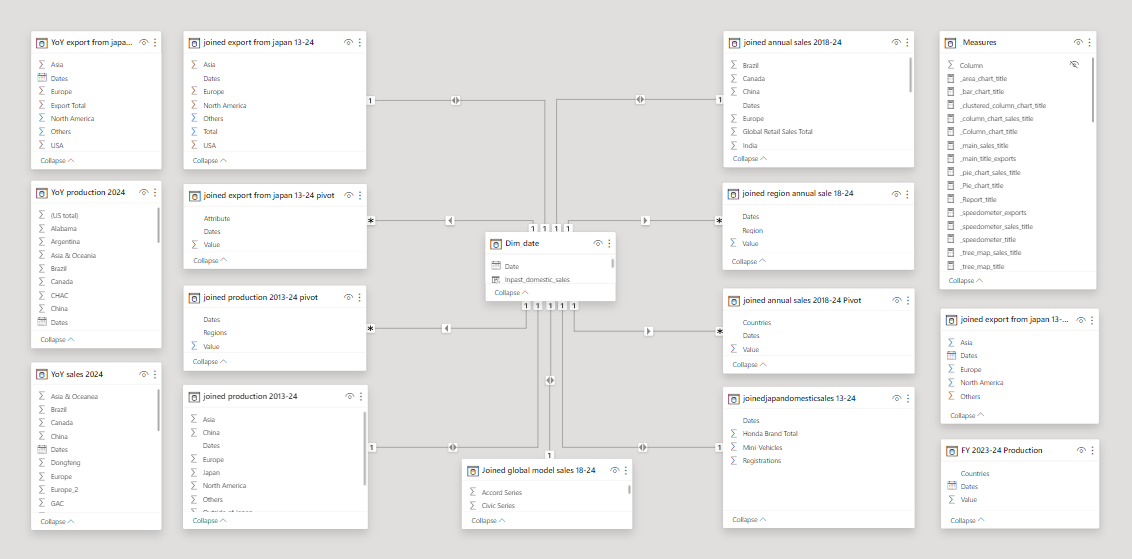 YoY export from japa...
Asia
Dates
Europe
Export Total
North America
Others
USA
Collapse
YoY production 2024
(US total)
Alabama
Argentina
Asia & Oceania
Brazil
Canada
CHAC
China
Dates
Collapse
YoY sales 2024
Asia & Oceanea
Brazil
Canada
China
Dates
Dongfeng
Europe
Europe_2
GAC
Collapse
joined export from japan 13-24
Asia
Dates
Europe
North America
Others
Total
USA
Collapse
joined export from japan 13-24 pivot
Attribute
Dates
Value
Collapse
joined production 2013-24 pivot
Dates
Regions
Value
Collapse
joined production 2013-24
Asia
China
Dates
Europe
Japan
North America
Others
Outside of Japan
Collapse
1
*
*
1
1 1 1 1
Dim_date
Date
Inpast_domestic_sales
Collapse
1 1 1 1 1
1
Joined global model sales 18-24
Accord Series
Civic Series
Collapse
1
*
*
1
joined annual sales 2018-24
Brazil
Canada
China
Dates
Europe
Global Retail Sales Total
India
Collapse
joined region annual sale 18-24
Dates
Region
Value
Collapse
joined annual sales 2018-24 Pivot
Countries
Dates
Value
Collapse
joinedjapandomesticsales 13-24
Dates
Honda Brand Total
Mini-Vehicles
Registrations
Collapse
Measures
Column
_area_chart_title
_bar_chart_title
_clustered_column_chart_title
_column_chart_sales_title
_Column_chart_title
_main_sales_title
_main_title_exports
_pie_chart_sales_title
_Pie_chart_title
_Report_title
_speedometer_exports
_speedometer_sales_title
_speedometer_title
_tree_map_sales_title
_tree_map_title
Collapse
joined export from japan 13-...
Asia
Dates
Europe
North America
Others
Collapse
FY 2023-24 Production
Countries
Dates
Value
Collapse